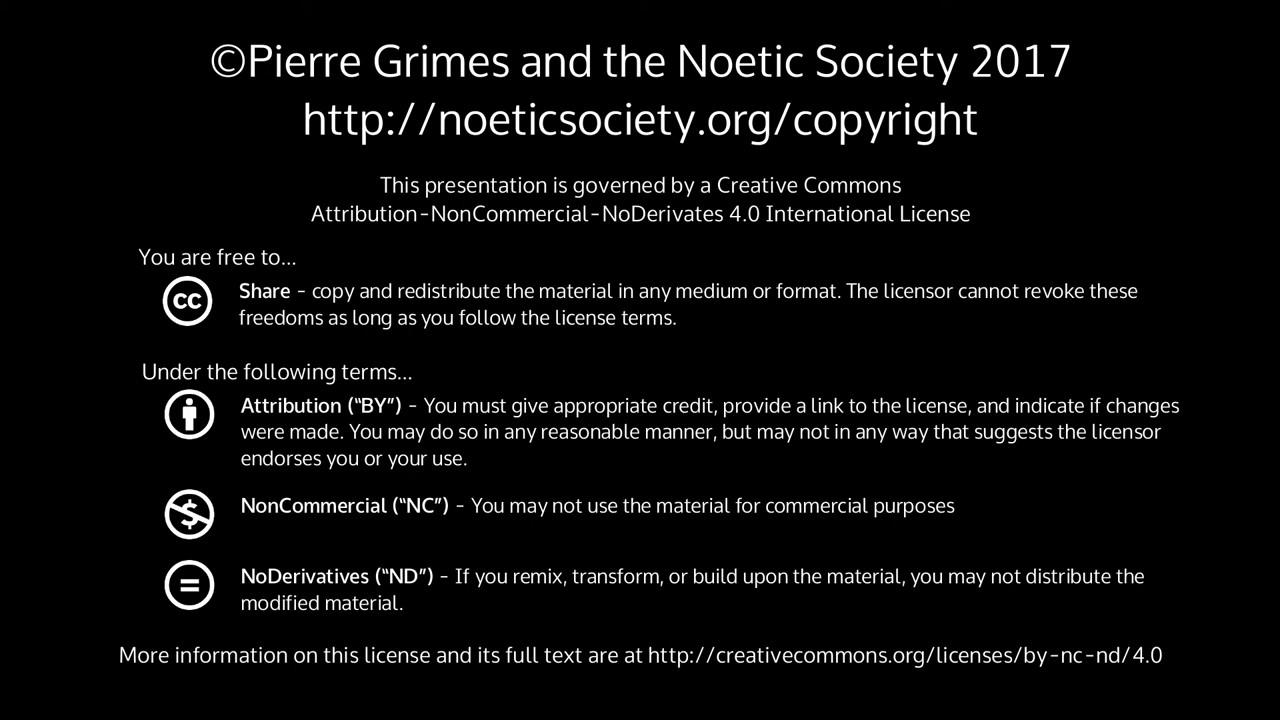 ©Pierre Grimes and the Noetic Society 2017
http://noeticsociety.org/copyright
This presentation is governed by a Creative Commons
Attribution-NonCommercial-NoDerivates 4.0 International License
You are free to...
cc
Share - copy and redistribute the material in any medium or format. The licensor cannot revoke these
freedoms as long as you follow the license terms.
Under the following terms...
Attribution (“BY”) - You must give appropriate credit, provide a link to the license, and indicate if changes
were made. You may do so in any reasonable manner, but may not in any way that suggests the licensor
endorses you or your use.
$
NonCommercial (“NC”) - You may not use the material for commercial purposes
=
NoDerivatives (“ND”) - If you remix, transform, or build upon the material, you may not distribute the
modified material.
More information on this license and its full text are at http://creativecommons.org/licenses/by-nc-nd/4.0